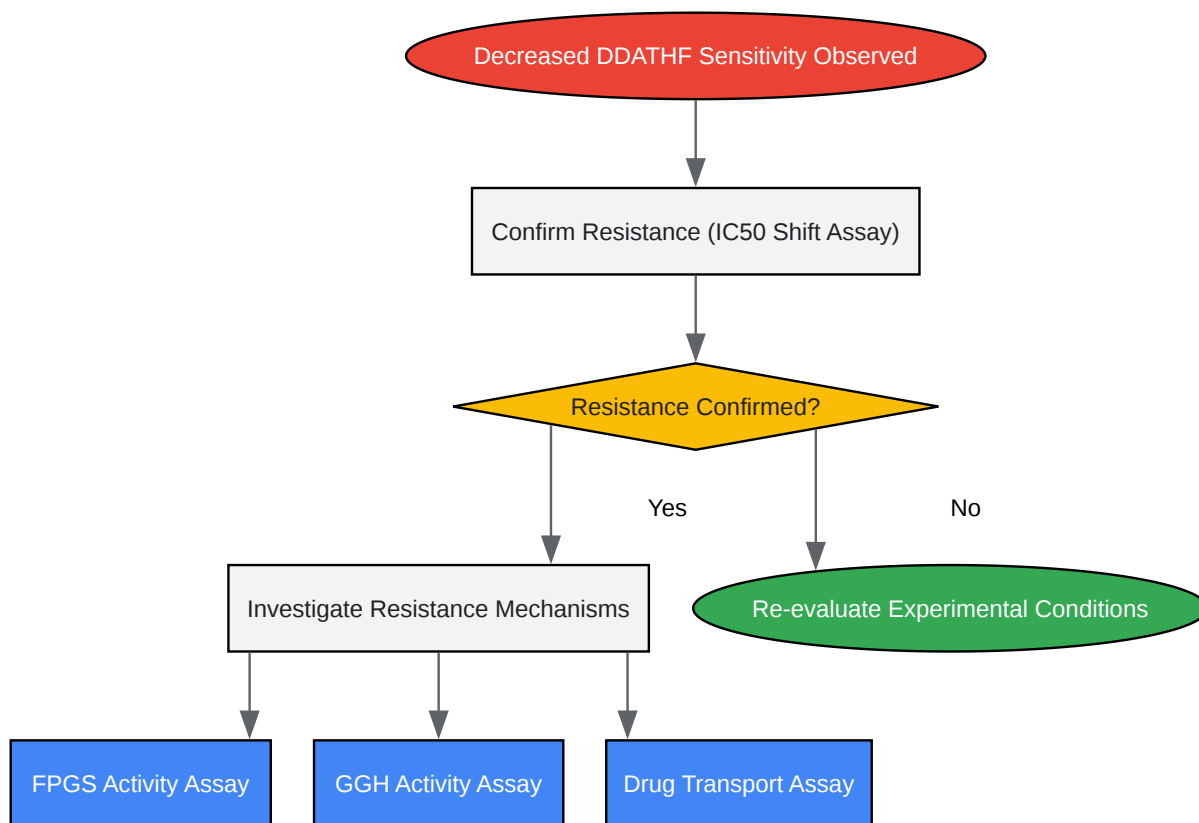 Decreased DDATHF Sensitivity Observed
Confirm Resistance (IC50 Shift Assay)
Resistance Confirmed?
Yes
No
Investigate Resistance Mechanisms
Re-evaluate Experimental Conditions
FPGS Activity Assay
GGH Activity Assay
Drug Transport Assay